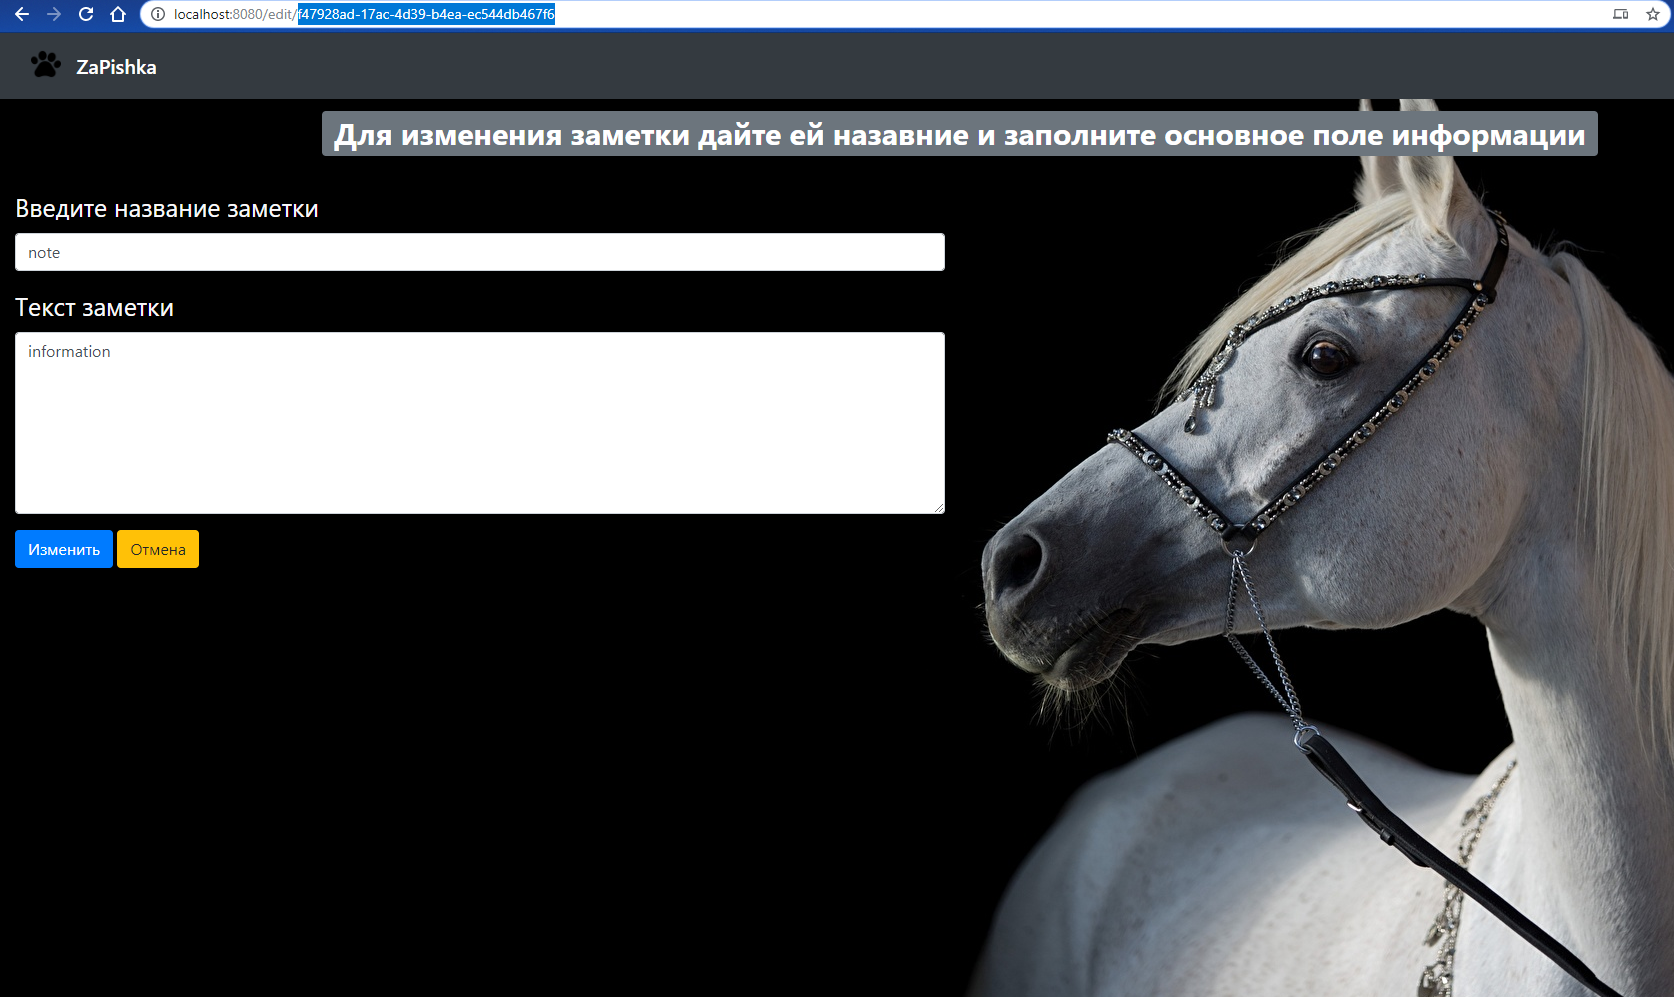 localhost:8080/edit/f47928ad-17ac-4d39-b4ea-ec544db467f6
ZaPishka
Для изменения заметки дайте ей назавние и заполните основное поле информации
Введите название заметки
note
Текст заметки
information
Изменить Отмена